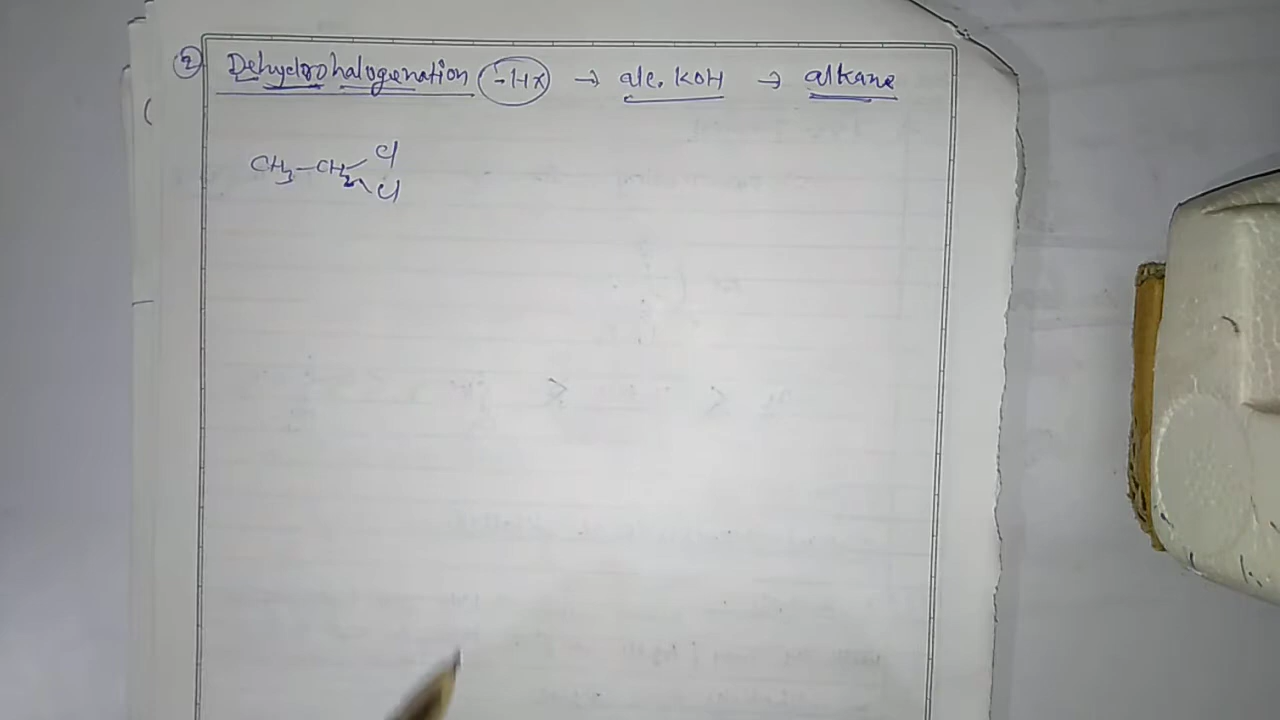 ② Dehydrohalogenation (-HX) → alc. KOH → alkane
CH3-CH2 Cl
Cl